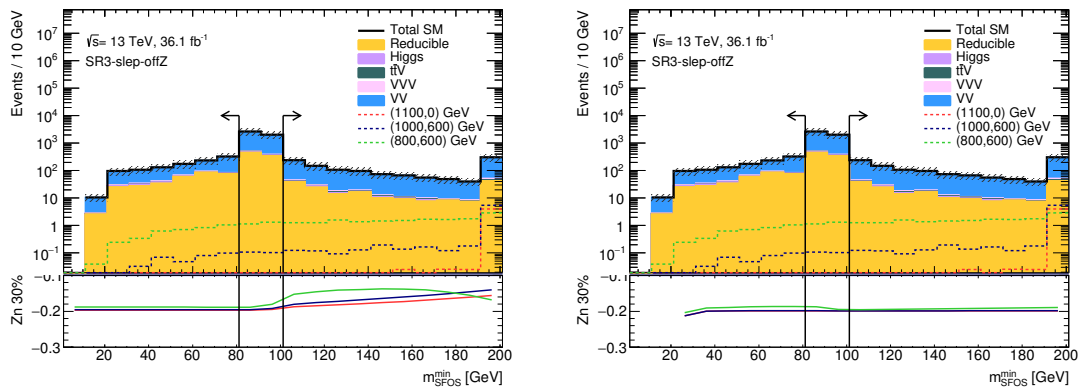 Events / 10 GeV
10⁷
10⁶
10⁵
10⁴
10³
10²
10
1
10⁻¹
√s= 13 TeV, 36.1 fb⁻¹
SR3-slep-offZ
Total SM
Reducible
Higgs
tt̄V
VVV
VV
(1100,0) GeV
(1000,600) GeV
(800,600) GeV
Zn 30%
−0.1
−0.2
−0.3
0 20 40 60 80 100 120 140 160 180 200
m^min_SFOS [GeV]
Events / 10 GeV
10⁷
10⁶
10⁵
10⁴
10³
10²
10
1
10⁻¹
√s= 13 TeV, 36.1 fb⁻¹
SR3-slep-offZ
Total SM
Reducible
Higgs
tt̄V
VVV
VV
(1100,0) GeV
(1000,600) GeV
(800,600) GeV
Zn 30%
−0.1
−0.2
−0.3
0 20 40 60 80 100 120 140 160 180 200
m^min_SFOS [GeV]